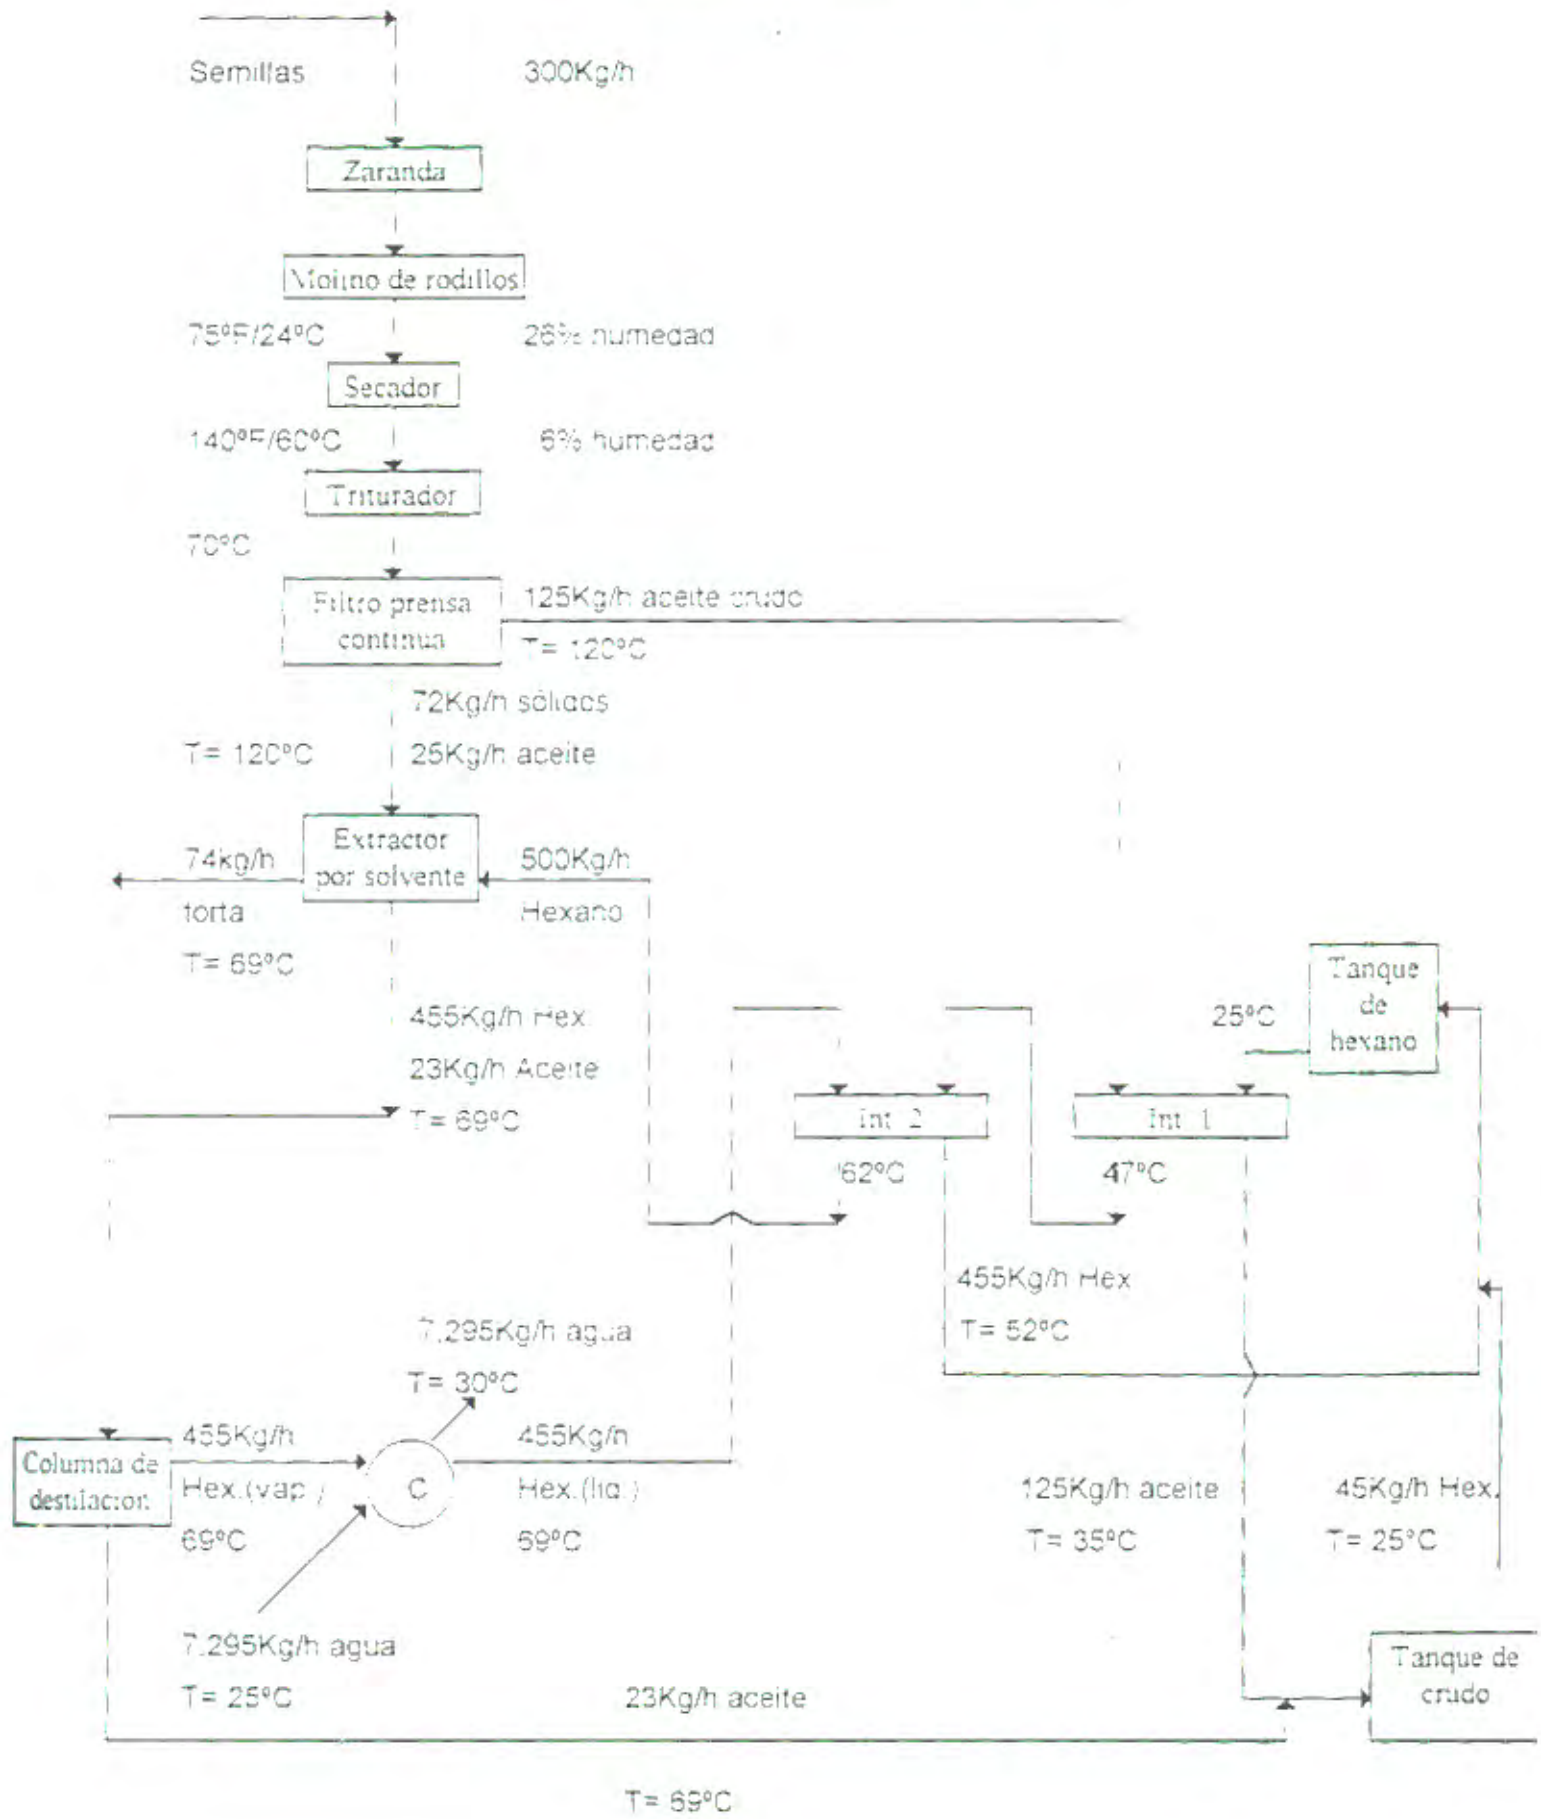 Semillas
300Kg/h
Zaranda
Molino de rodillos
75ºF/24ºC
26% humedad
Secador
140ºF/60ºC
6% humedad
Triturador
70ºC
Filtro prensa
continua
125Kg/h aceite crudo
T= 120ºC
72Kg/h sólidos
T= 120ºC
25Kg/h aceite
Extractor
por solvente
74kg/h
torta
T= 69ºC
500Kg/h
Hexano
Tanque
de
hexano
25ºC
455Kg/h Hex.
23Kg/h Aceite
T= 69ºC
Int. 2
Int. 1
62ºC
47ºC
455Kg/h Hex
T= 52ºC
7.295Kg/h agua
T= 30ºC
Columna de
destilacion
455Kg/h
Hex.(vap.)
69ºC
C
455Kg/h
Hex.(liq.)
69ºC
125Kg/h aceite
T= 35ºC
45Kg/h Hex.
T= 25ºC
7.295Kg/h agua
T= 25ºC
23Kg/h aceite
Tanque de
crudo
T= 69ºC